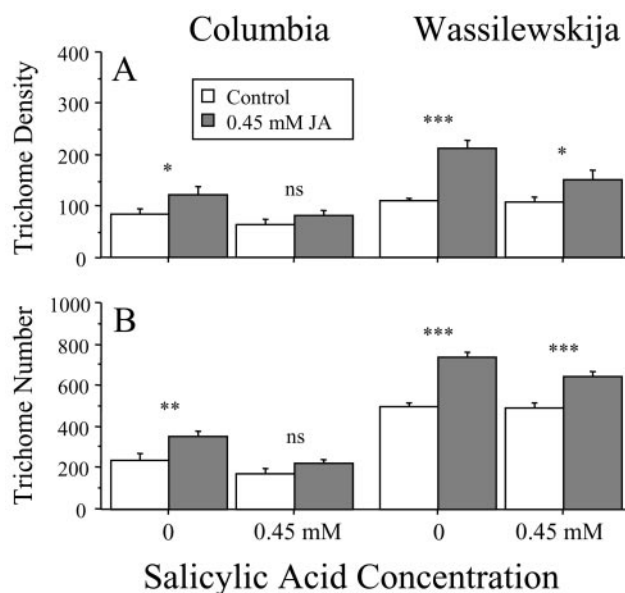 Columbia Wassilewskija
A
Trichome Density
400
300
200
100
0
Control
0.45 mM JA
*
ns
***
*
B
Trichome Number
1000
800
600
400
200
0
**
ns
***
***
0 0.45 mM 0 0.45 mM
Salicylic Acid Concentration